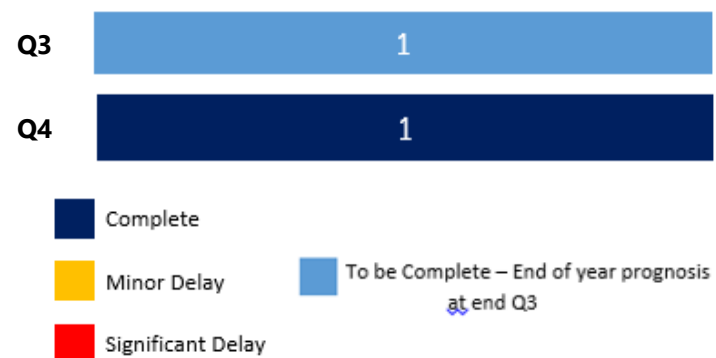 Q3 1
Q4 1
Complete
Minor Delay
To be Complete – End of year prognosis
at end Q3
Significant Delay